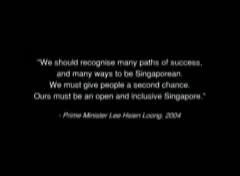 "We should recognise many paths of success,
and many ways to be Singaporean.
We must give people a second chance.
Ours must be an open and inclusive Singapore."
- Prime Minister Lee Hsien Loong, 2004